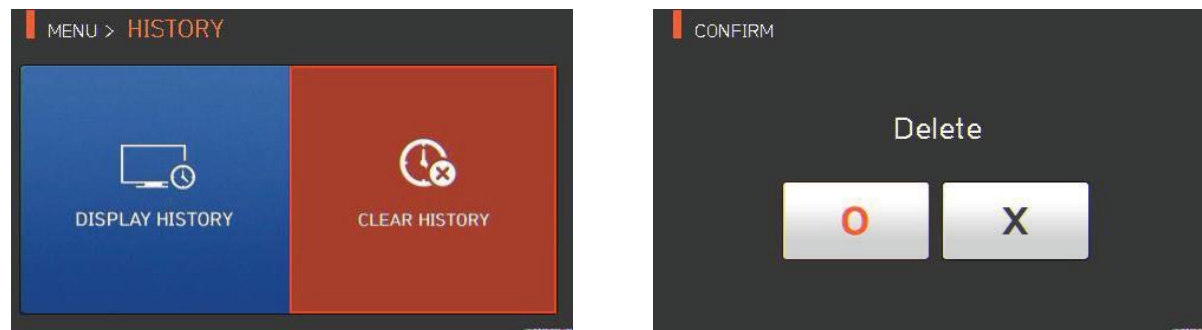 MENU > HISTORY
DISPLAY HISTORY
CLEAR HISTORY
CONFIRM
Delete
O
X